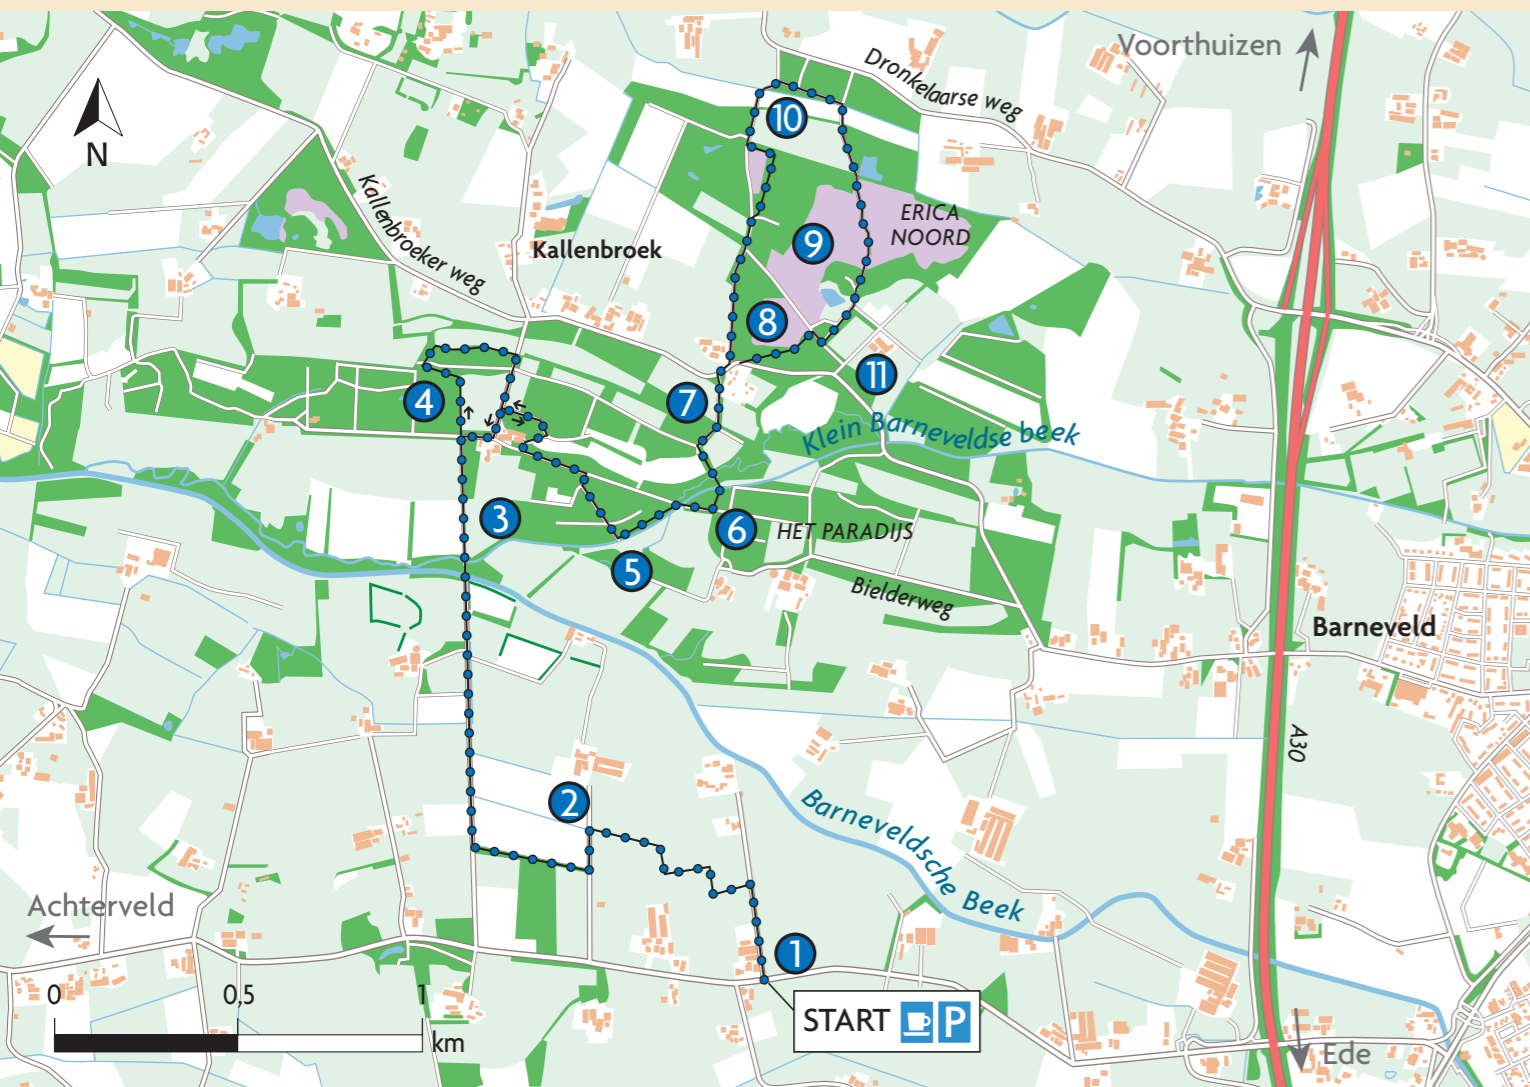 Voorthuizen
Dronkelaarse weg
10
N
Kallenbroeker weg
ERICA
NOORD
Kallenbroek
9
8
4
7
11
Klein Barneveldse beek
3
6
HET PARADIJS
5
Bielderweg
Barneveld
A30
2
Barneveldsche Beek
Achterveld
1
0
0,5
1
km
START
P
Ede